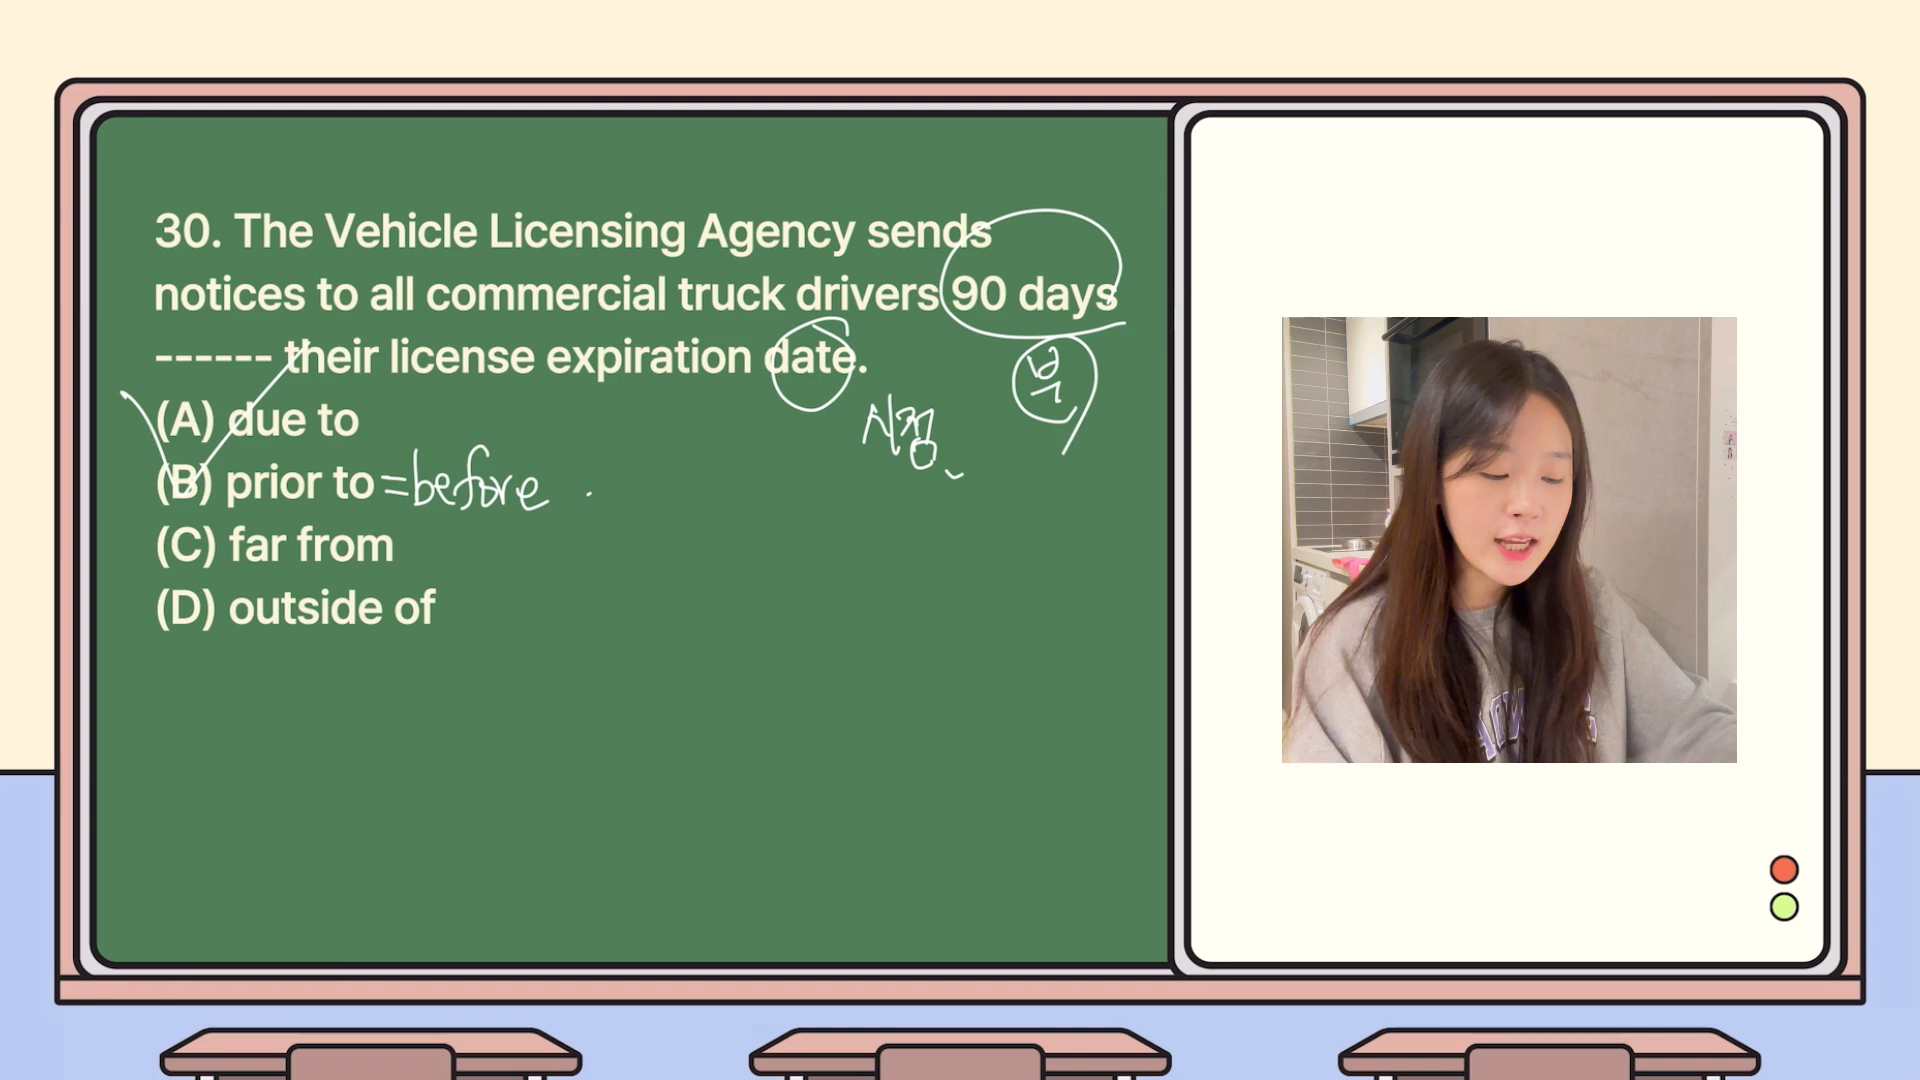 30. The Vehicle Licensing Agency sends
notices to all commercial truck drivers 90 days
------ their license expiration date.
부
시점
(A) due to
(B) prior to =before
(C) far from
(D) outside of